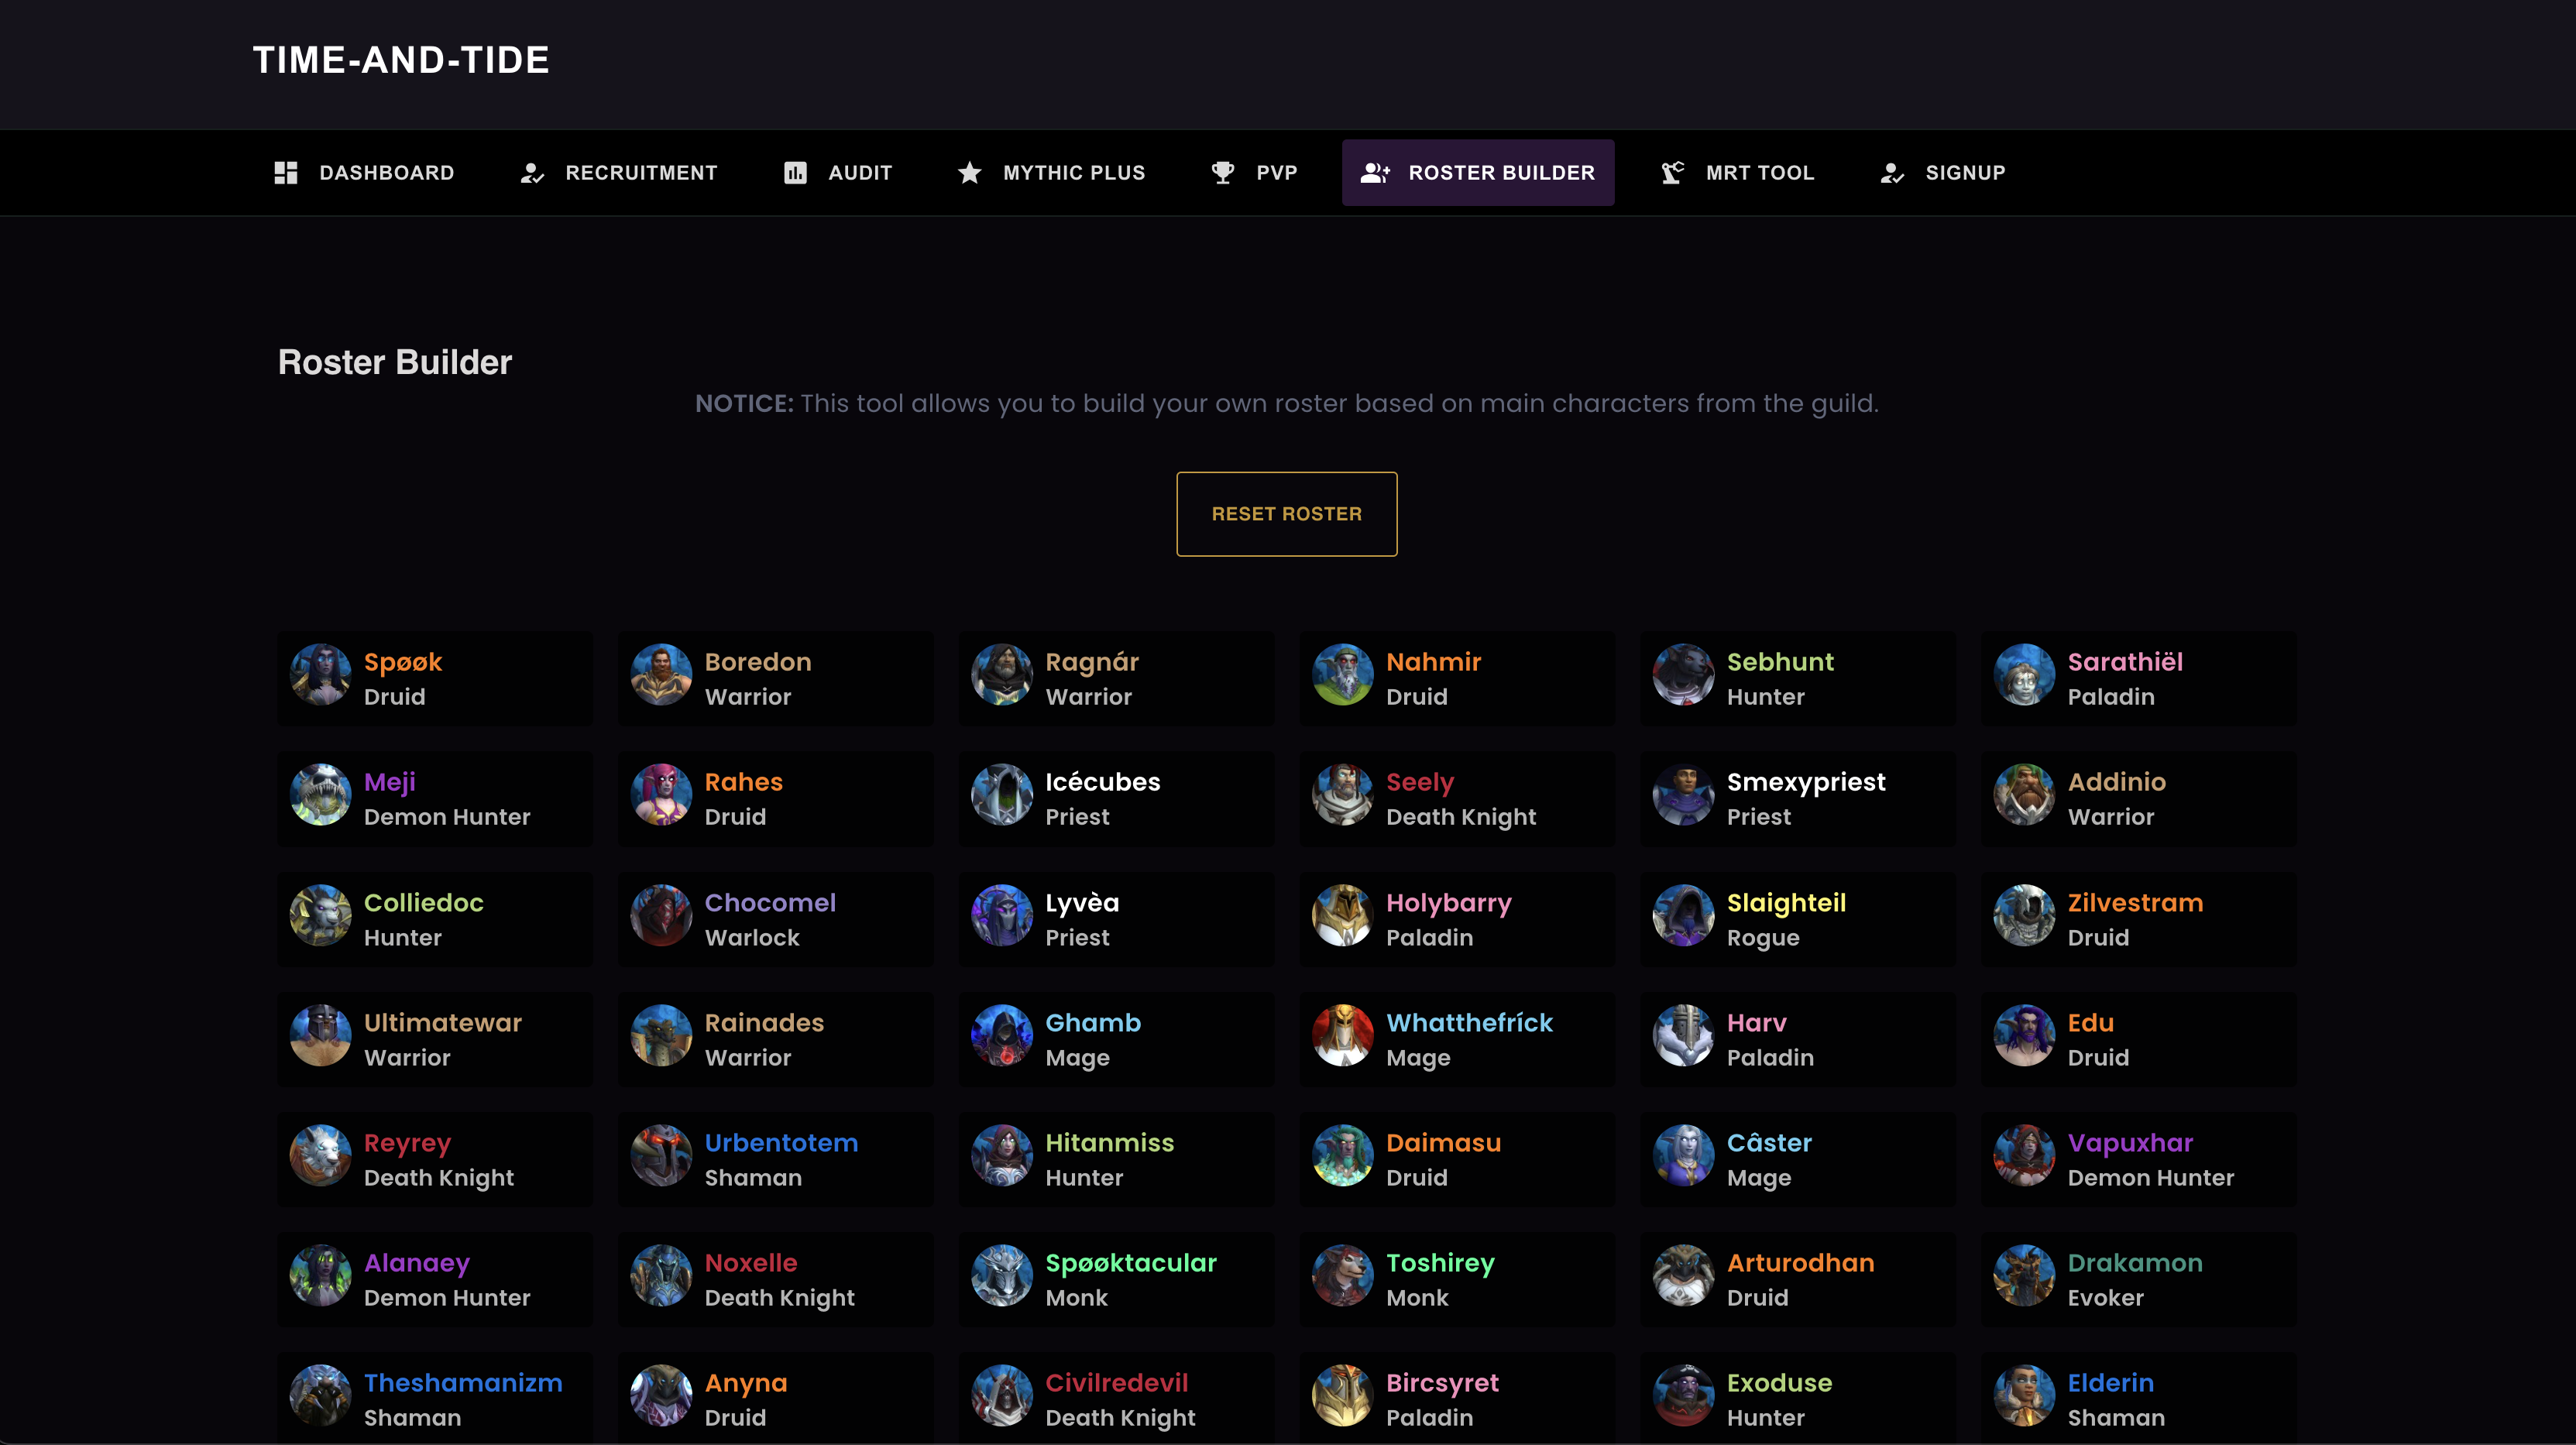 TIME-AND-TIDE
DASHBOARD RECRUITMENT AUDIT MYTHIC PLUS PVP ROSTER BUILDER MRT TOOL SIGNUP
Roster Builder
NOTICE: This tool allows you to build your own roster based on main characters from the guild.
RESET ROSTER
Spøøk Boredon Ragnár Nahmir Sebhunt Sarathiël
Druid Warrior Warrior Druid Hunter Paladin
Meji Rahes Icécubes Seely Smexypriest Addinio
Demon Hunter Druid Priest Death Knight Priest Warrior
Colliedoc Chocomel Lyvèa Holybarry Slaighteil Zilvestram
Hunter Warlock Priest Paladin Rogue Druid
Ultimatewar Rainades Ghamb Whatthefríck Harv Edu
Warrior Warrior Mage Mage Paladin Druid
Reyrey Urbentotem Hitanmiss Daimasu Câster Vapuxhar
Death Knight Shaman Hunter Druid Mage Demon Hunter
Alanaey Noxelle Spøøktacular Toshirey Arturodhan Drakamon
Demon Hunter Death Knight Monk Monk Druid Evoker
Theshamanizm Anyna Civilredevil Bircsyret Exoduse Elderin
Shaman Druid Death Knight Paladin Hunter Shaman